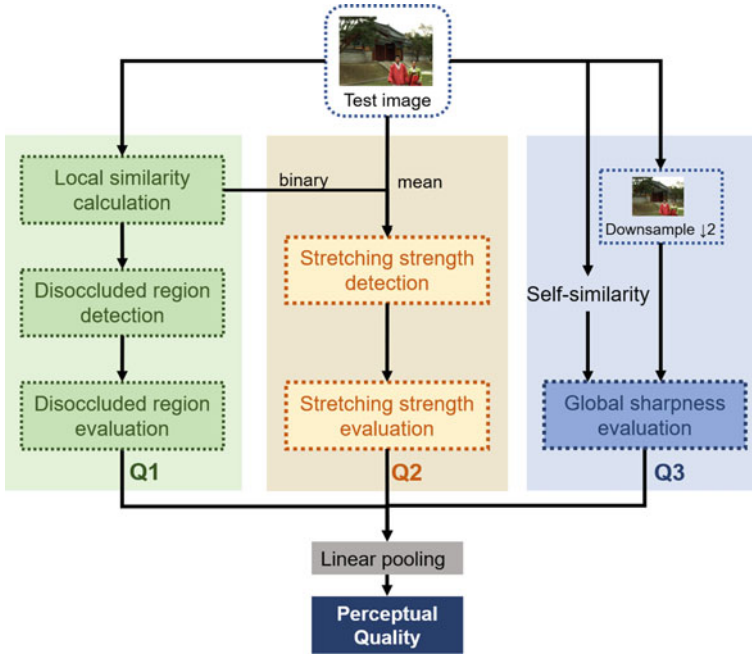 Test image
Local similarity
calculation
binary
mean
Downsample ↓2
Stretching strength
detection
Disoccluded region
detection
Self-similarity
Disoccluded region
evaluation
Stretching strength
evaluation
Global sharpness
evaluation
Q1
Q2
Q3
Linear pooling
Perceptual
Quality